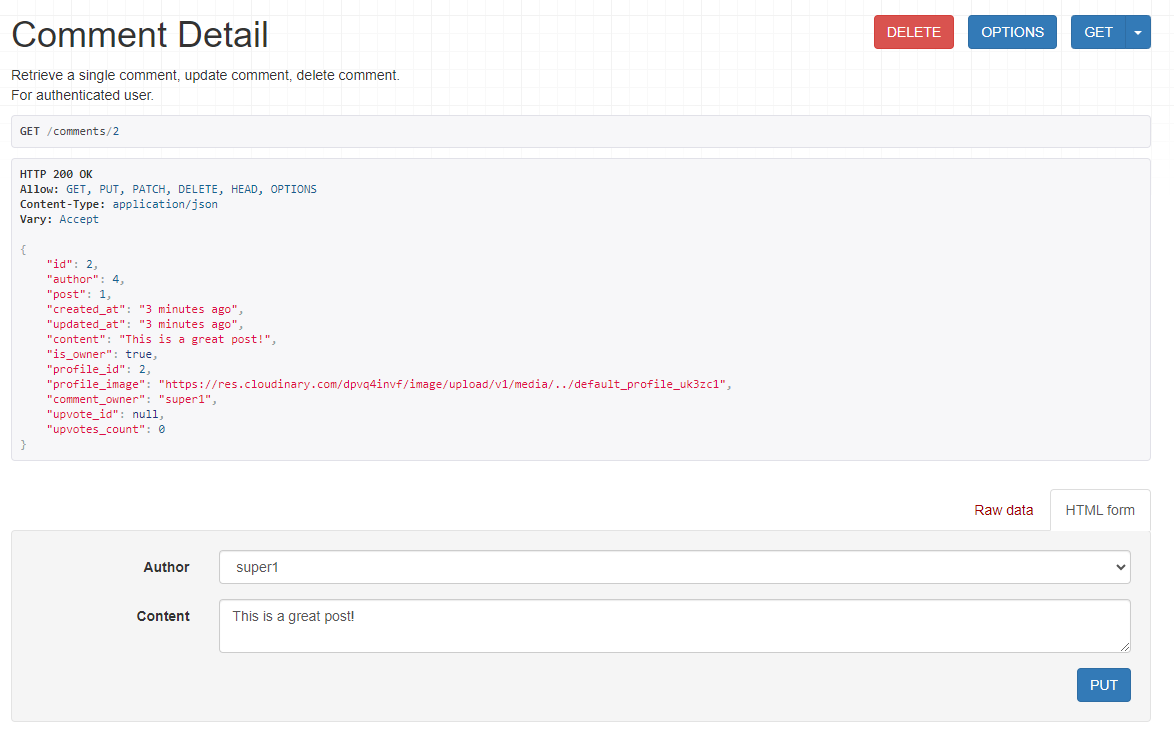 Comment Detail
DELETE
OPTIONS
GET
Retrieve a single comment, update comment, delete comment.
For authenticated user.
GET /comments/2
HTTP 200 OK
Allow: GET, PUT, PATCH, DELETE, HEAD, OPTIONS
Content-Type: application/json
Vary: Accept
{
    "id": 2,
    "author": 4,
    "post": 1,
    "created_at": "3 minutes ago",
    "updated_at": "3 minutes ago",
    "content": "This is a great post!",
    "is_owner": true,
    "profile_id": 2,
    "profile_image": "https://res.cloudinary.com/dpvq4invf/image/upload/v1/media/../default_profile_uk3zc1",
    "comment_owner": "super1",
    "upvote_id": null,
    "upvotes_count": 0
}
Raw data
HTML form
Author
super1
Content
This is a great post!
PUT